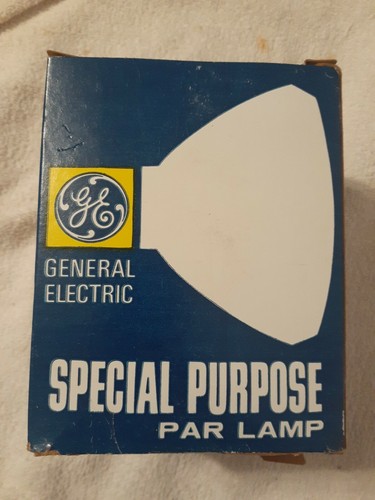 GE
GENERAL
ELECTRIC
SPECIAL PURPOSE
PAR LAMP